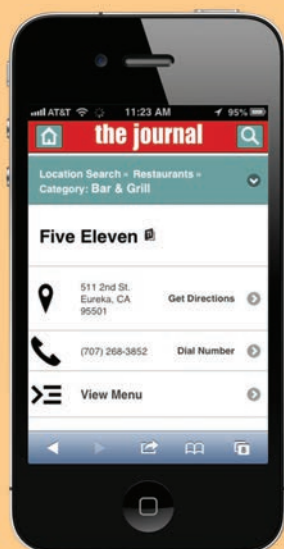 AT&T 11:23 AM 95%
the journal
Location Search » Restaurants »
Category: Bar & Grill
Five Eleven
511 2nd St.
Eureka, CA
95501
Get Directions
(707) 268-3852 Dial Number
View Menu